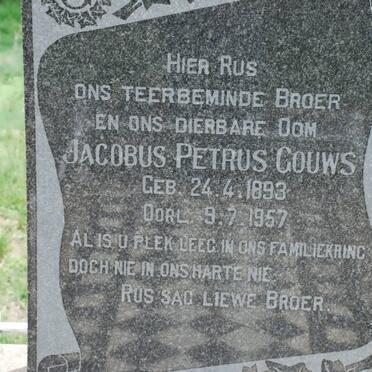 HIER RUS
ONS TEERBEMINDE BROER
EN ONS DIERBARE OOM
JACOBUS PETRUS GOUWS
GEB. 24.4.1893
OORL. 9.7.1957
AL IS U PLEK LEEG IN ONS FAMILIEKRING
DOCH NIE IN ONS HARTE NIE.
RUS SAG LIEWE BROER.